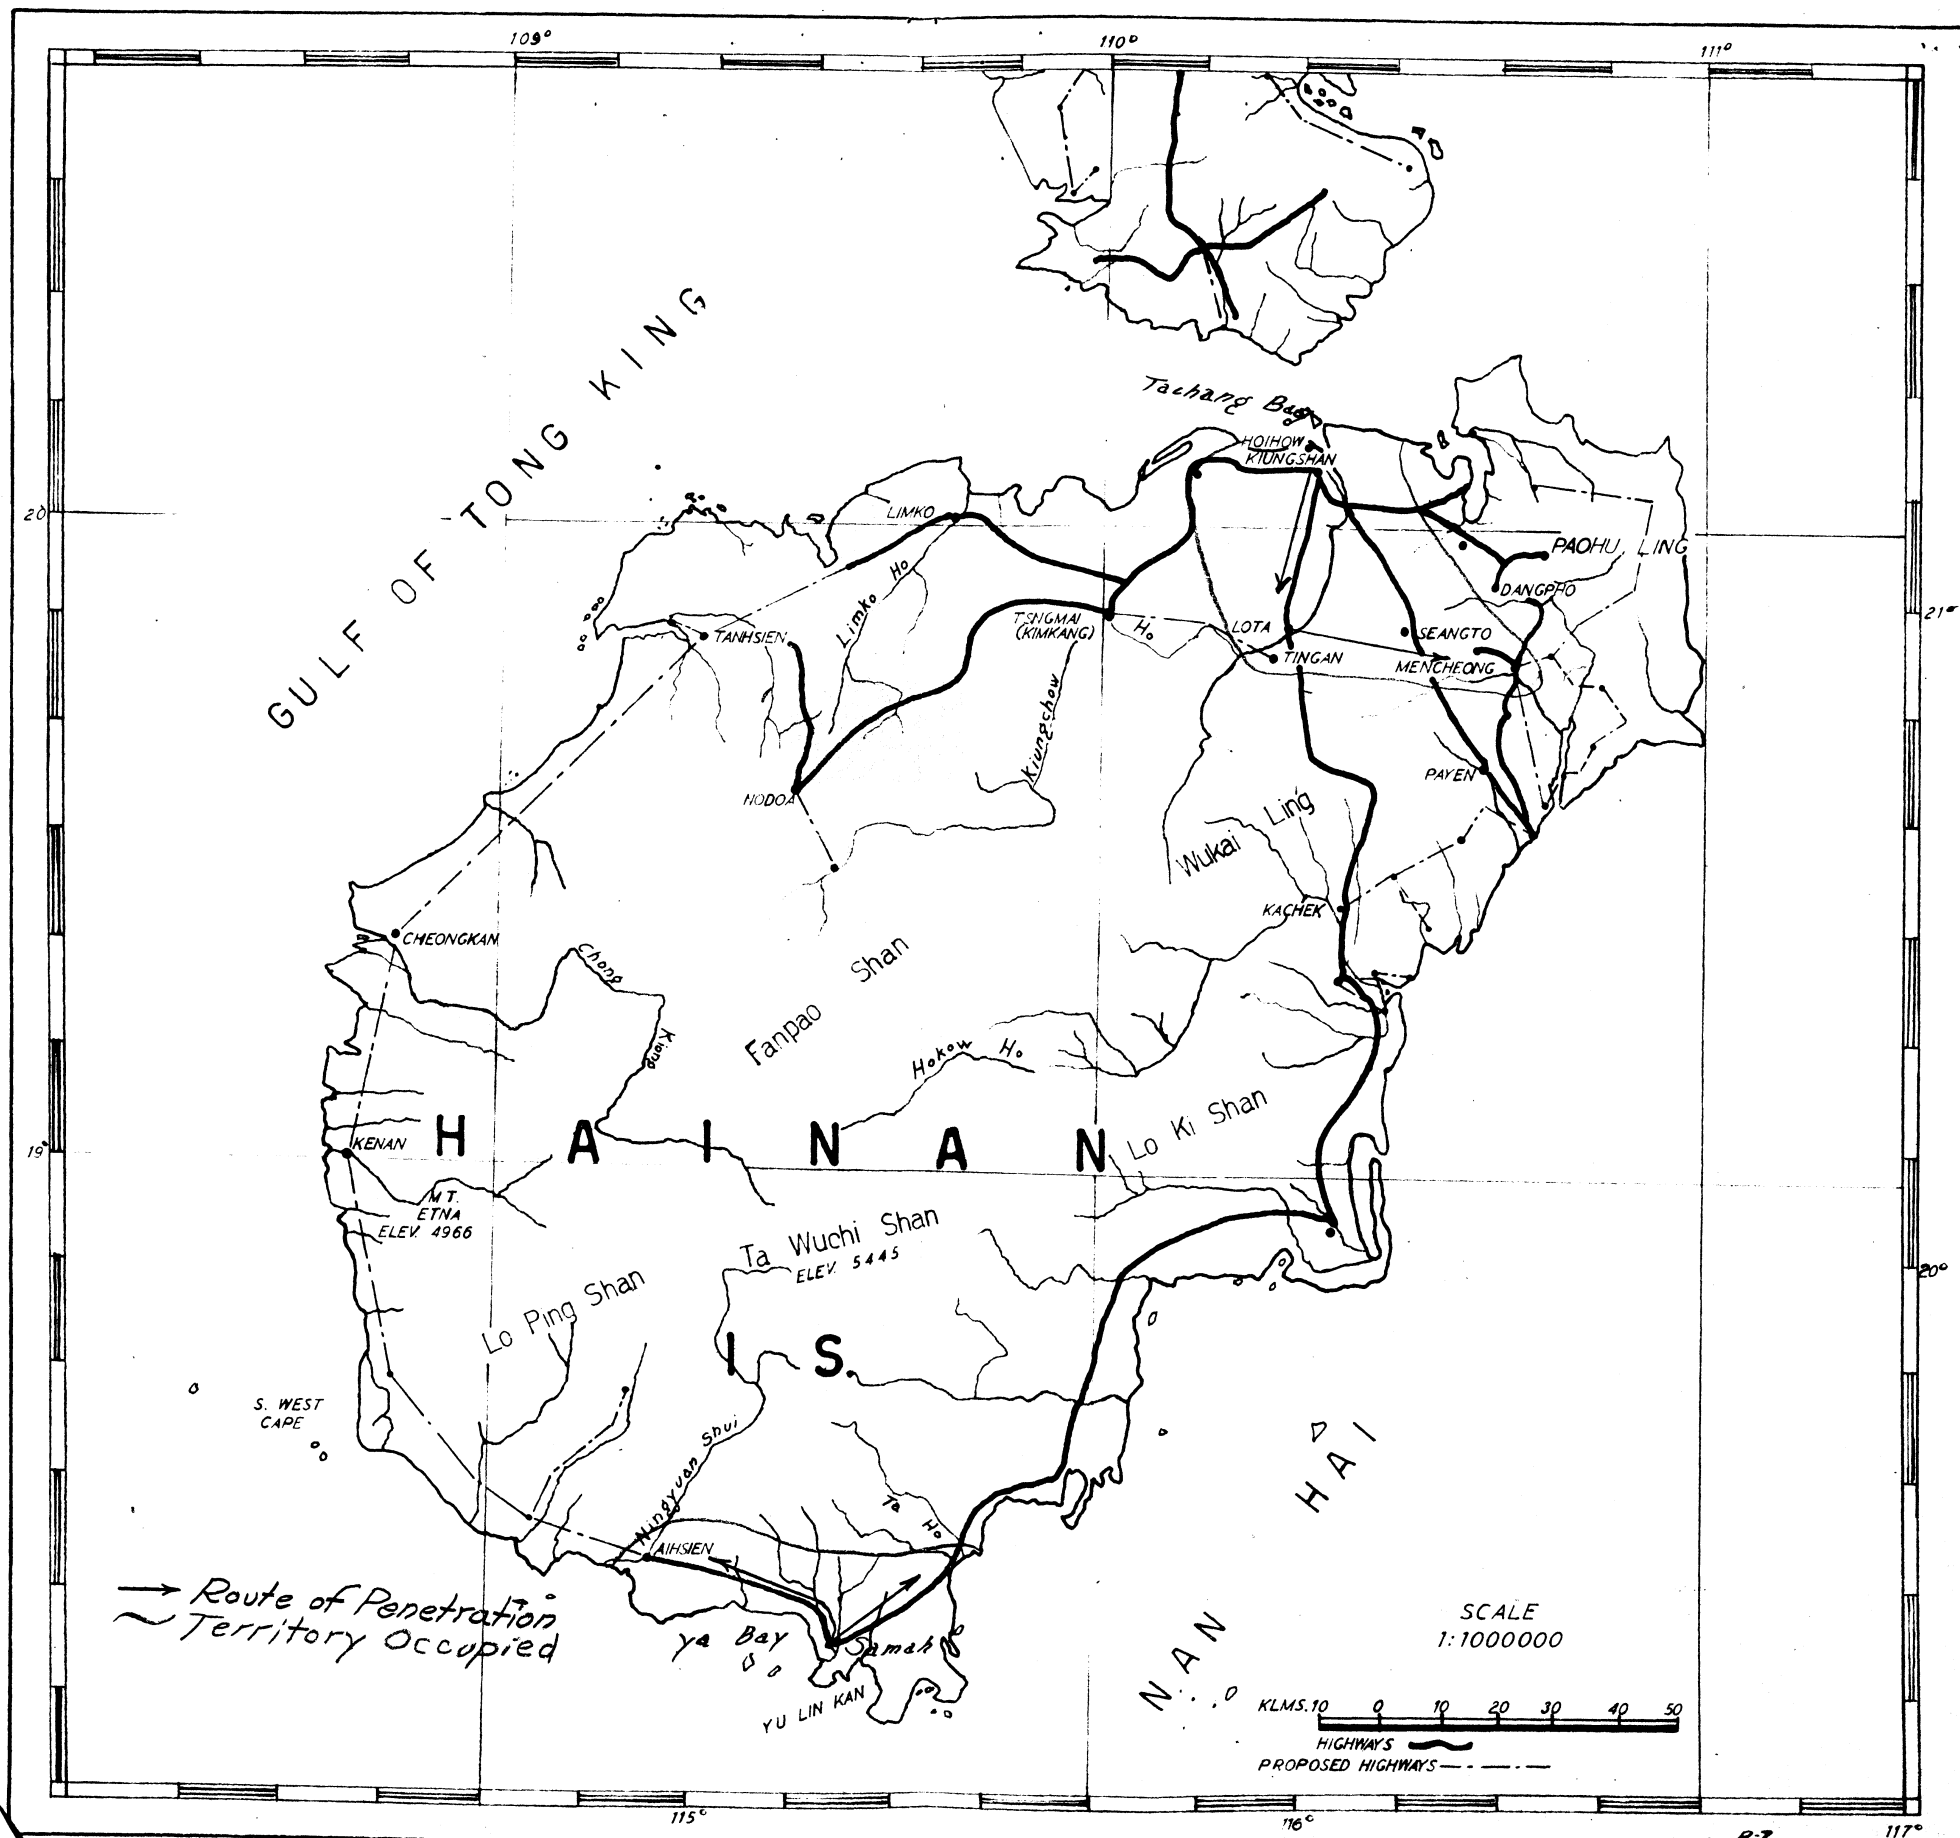 109°
110°
111°
GULF OF TONG KING
Tachang Bay
HOIHOW
KIUNGSHAN
LIMKO
20
PAOHU LING
DANGPHO
Limko Ho
TSNGMAI
(KIMKANG)
Ho
21°
TANHSIEN
LOTA
SEANGTO
TINGAN
MENCHEONG
Kiungchow
NODOA
PAYEN
Wukai Ling
KACHEK
CHEONGKAN
Chong
Kiong
Fanpao Shan
Hokow Ho
Lo Ki Shan
19°
KENAN
HAINAN
MT.
ETNA
ELEV. 4966
Ta Wuchi Shan
ELEV. 5445
20°
Lo Ping Shan
IS.
S. WEST
CAPE
Ningyuan Shui
Ta Ho
NAN HAI
AIHSIEN
Route of Penetration
Territory Occupied
Ya Bay
Samah
YU LIN KAN
SCALE
1:1000000
KLMS. 10 0 10 20 30 40 50
HIGHWAYS
PROPOSED HIGHWAYS
115°
116°
117°